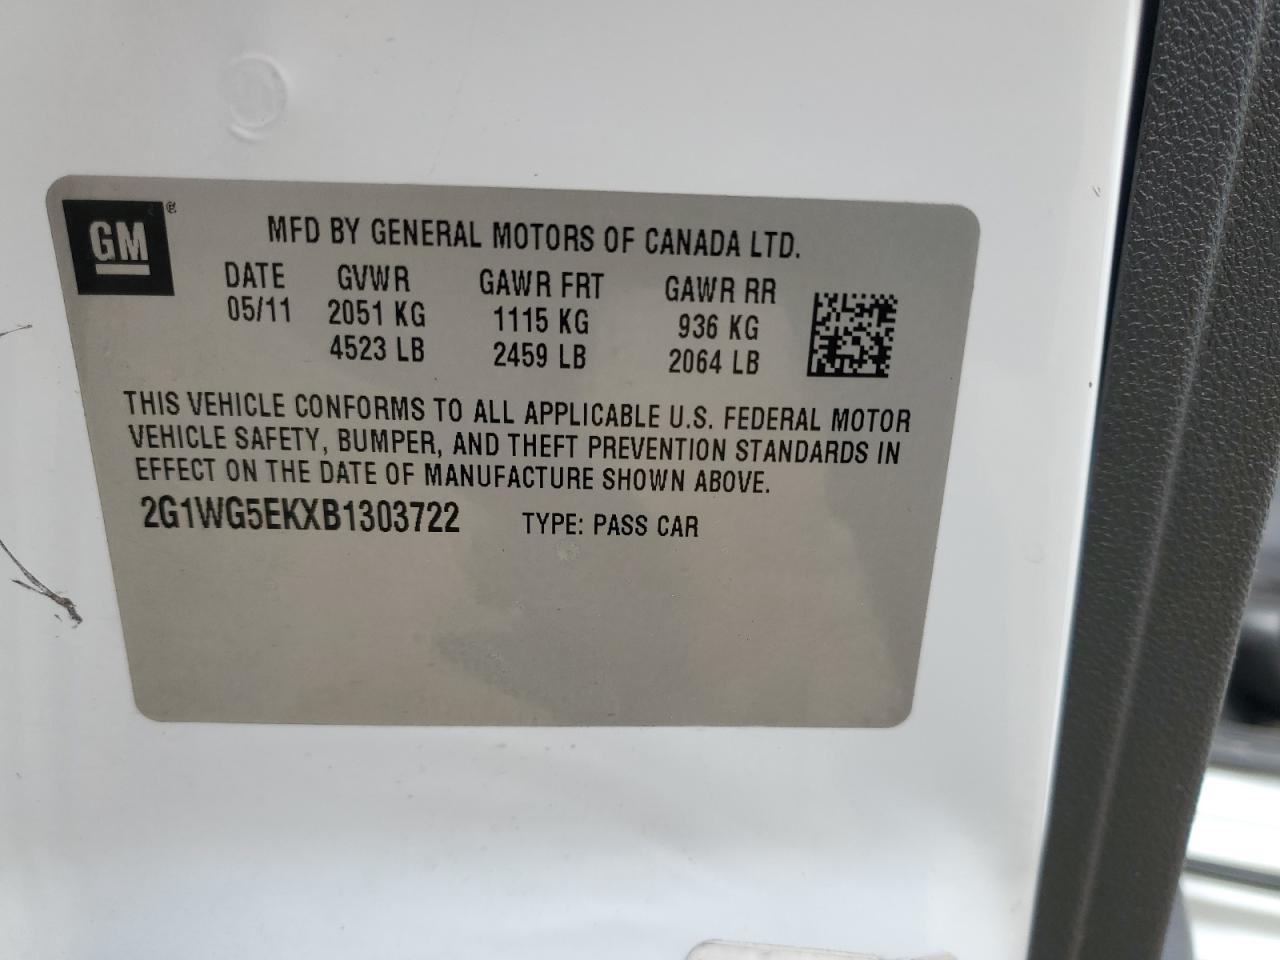 GM ®
MFD BY GENERAL MOTORS OF CANADA LTD.
DATE GVWR GAWR FRT GAWR RR
05/11 2051 KG 1115 KG 936 KG
4523 LB 2459 LB 2064 LB
THIS VEHICLE CONFORMS TO ALL APPLICABLE U.S. FEDERAL MOTOR
VEHICLE SAFETY, BUMPER, AND THEFT PREVENTION STANDARDS IN
EFFECT ON THE DATE OF MANUFACTURE SHOWN ABOVE.
2G1WG5EKXB1303722 TYPE: PASS CAR